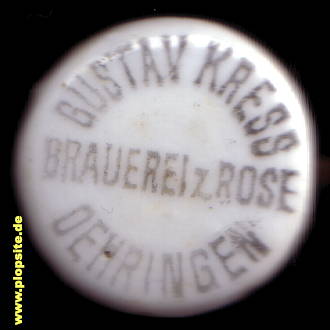 GUSTAV KRESS
BRAUEREI z. ROSE
OEHRINGEN
www.plopsite.de